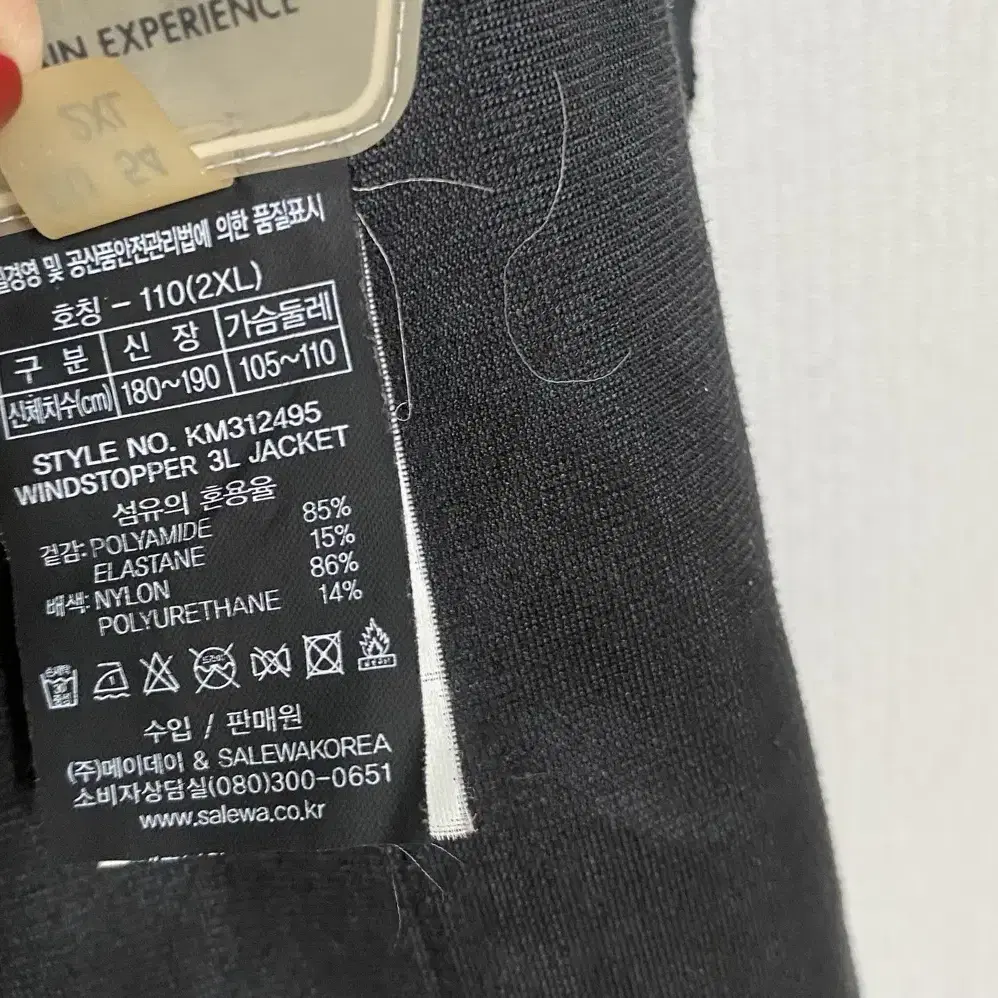 IN EXPERIENCE
2XL
54
경영 및 공산품안전관리법에 의한 품질표시
호칭 - 110(2XL)
구 분 신 장 가슴둘레
신체치수(cm) 180~190 105~110
STYLE NO. KM312495
WINDSTOPPER 3L JACKET
섬유의 혼용율
겉감: POLYAMIDE 85%
ELASTANE 15%
배색: NYLON 86%
POLYURETHANE 14%
드라이
수입 / 판매원
(주)메이데이 & SALEWAKOREA
소비자상담실(080)300-0651
www.salewa.co.kr